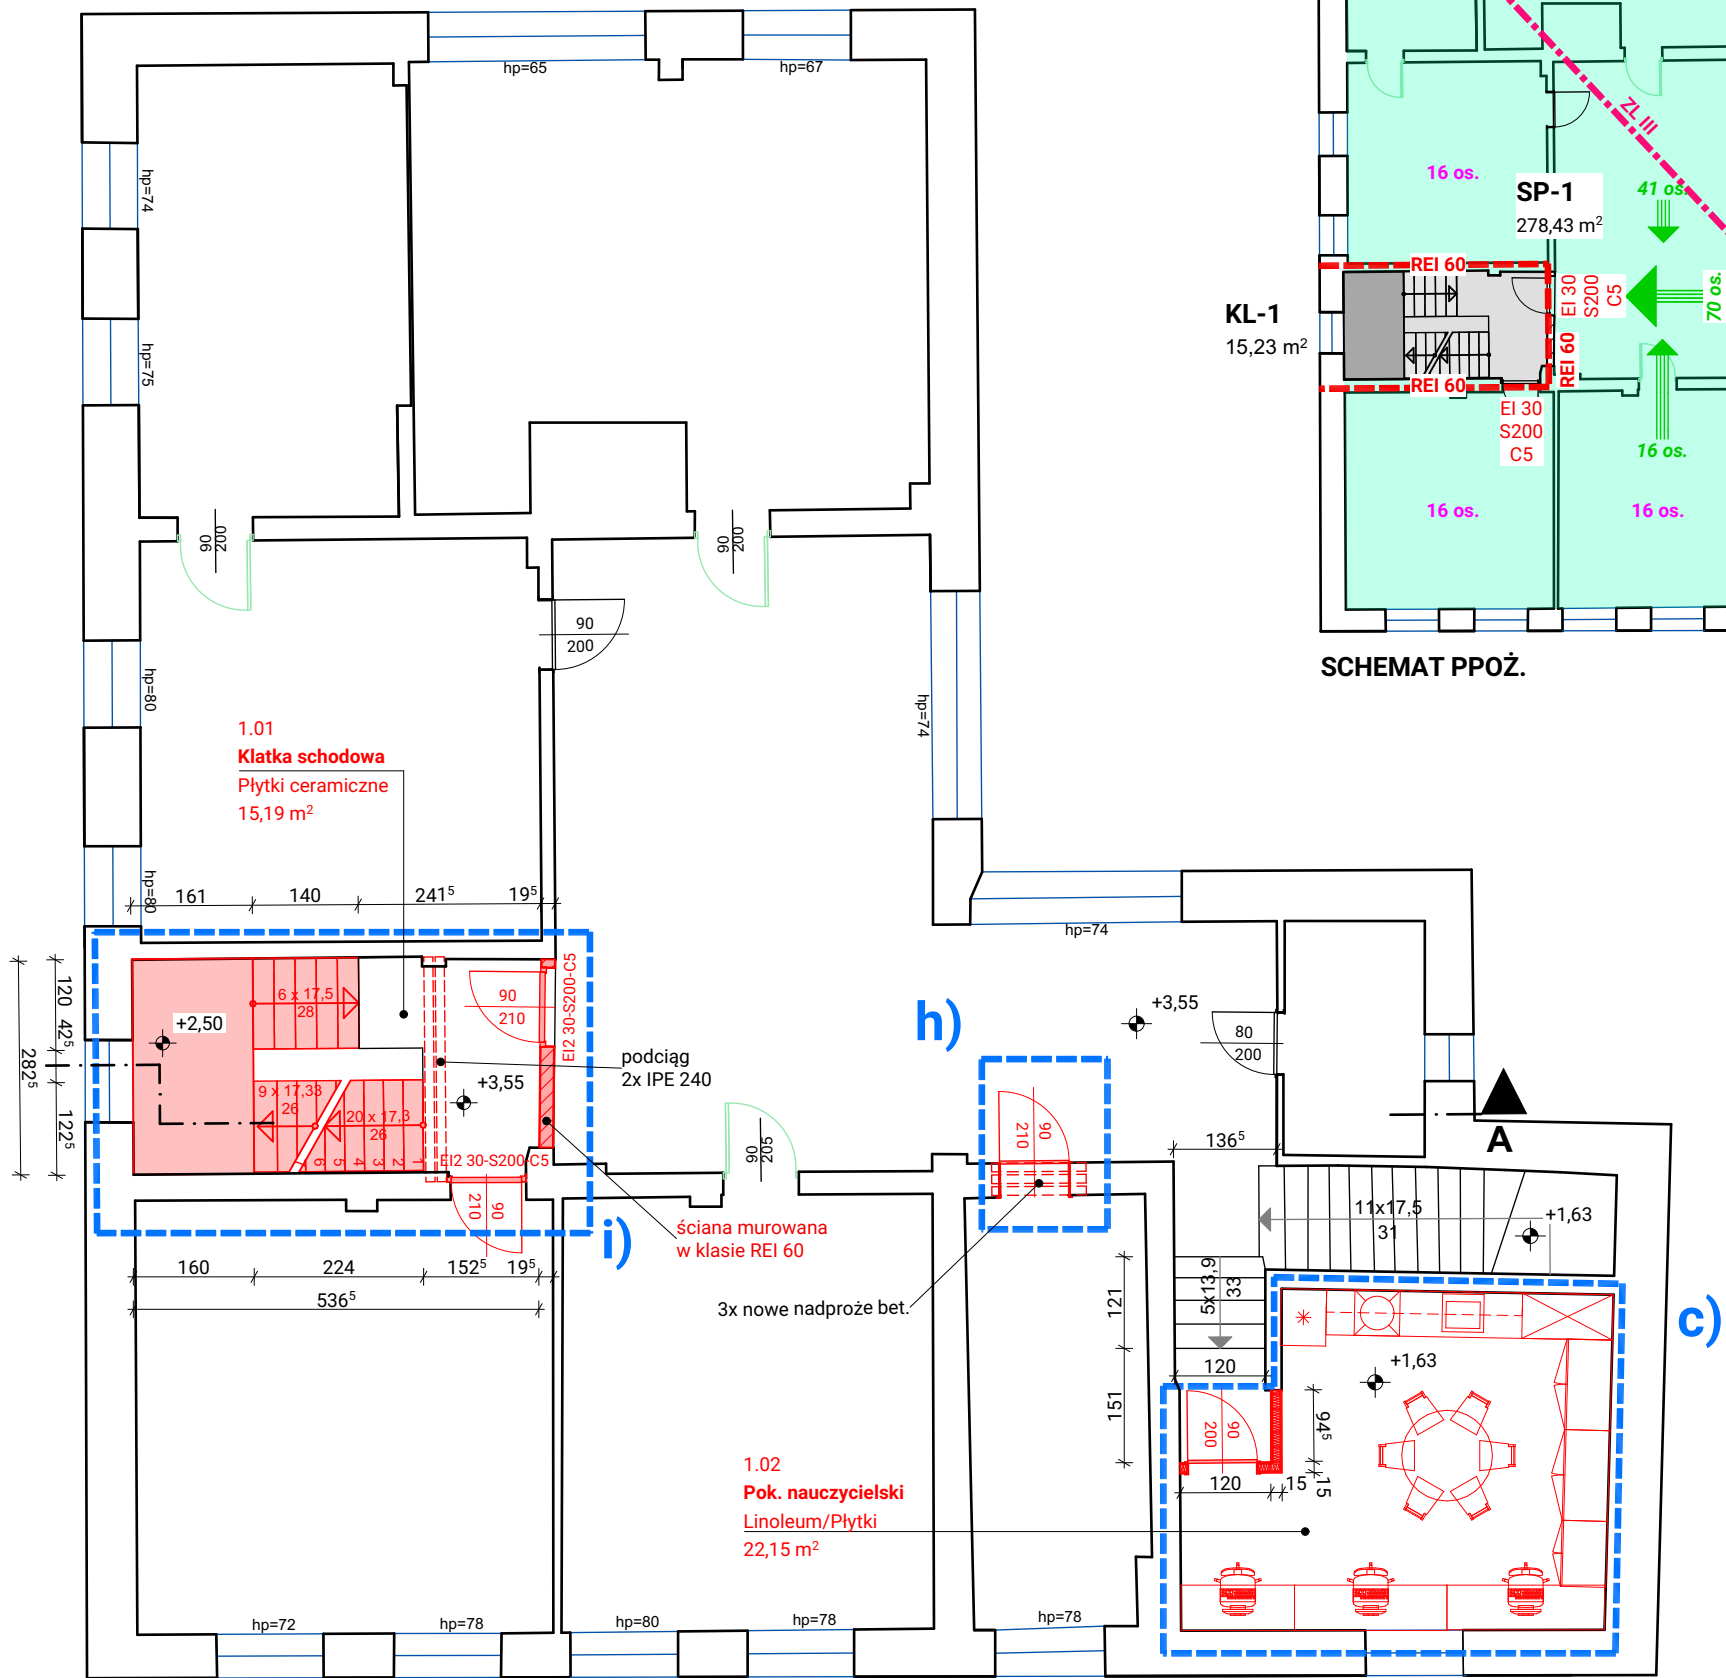 hp=65
hp=67
hp=74
hp=75
hp=80
hp=80
hp=74
hp=74
90
200
90
200
90
200
1.01
Klatka schodowa
Płytki ceramiczne
15,19 m²
161
140
241⁵
19⁵
120
42⁵
122⁵
282⁵
+2,50
6 x 17,5
28
9 x 17,33
26
20 x 17,3
26
1
2
3
4
5
6
+3,55
90
210
EI2 30-S200-C5
EI2 30-S200-C5
90
210
podciąg
2x IPE 240
i)
ściana murowana
w klasie REI 60
160
224
152⁵
19⁵
536⁵
90
205
h)
90
210
3x nowe nadproże bet.
+3,55
80
200
A
136⁵
11x17,5
31
+1,63
5x13,9
33
121
151
120
c)
+1,63
90
200
94⁵
15
120
15
1.02
Pok. nauczycielski
Linoleum/Płytki
22,15 m²
hp=72
hp=78
hp=80
hp=78
hp=78
ZL III
16 os.
SP-1
278,43 m²
41 os.
REI 60
KL-1
15,23 m²
EI 30
S200
C5
70 os.
REI 60
REI 60
EI 30
S200
C5
16 os.
16 os.
16 os.
SCHEMAT PPOŻ.